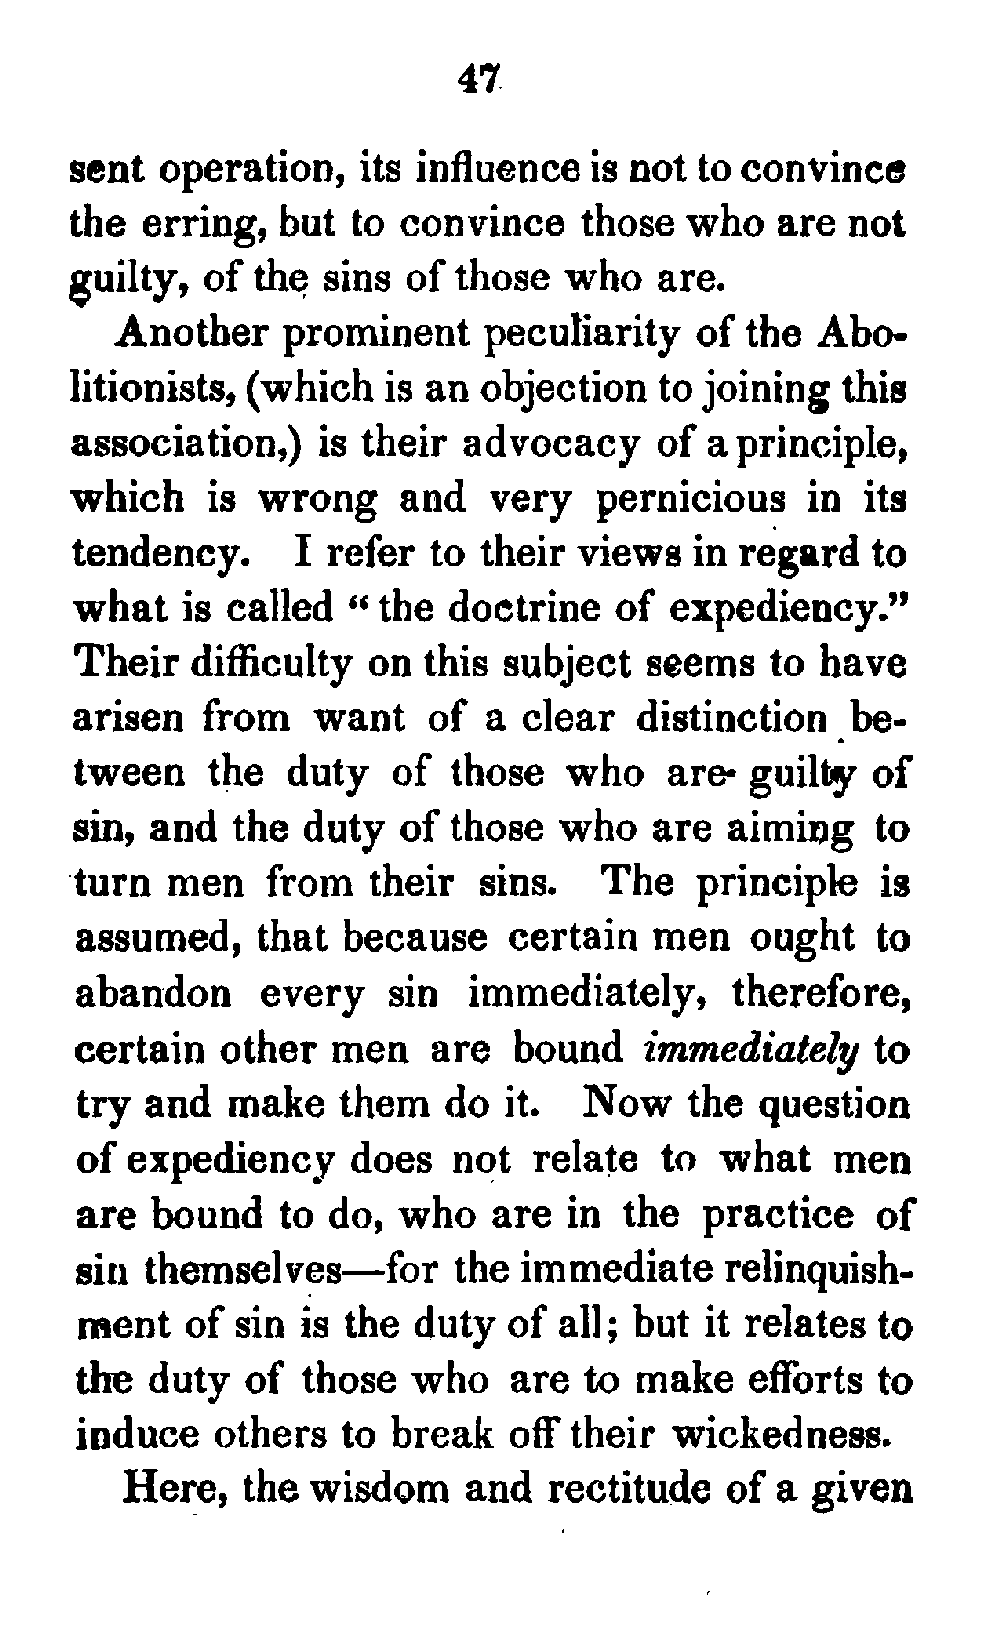 47
sent operation, its influence is not to convince
the erring, but to convince those who are not
guilty, of the sins of those who are.
Another prominent peculiarity of the Abo-
litionists, (which is an objection to joining this
association,) is their advocacy of a principle,
which is wrong and very pernicious in its
tendency. I refer to their views in regard to
what is called “ the doctrine of expediency.”
Their difficulty on this subject seems to have
arisen from want of a clear distinction be-
tween the duty of those who are guilty of
sin, and the duty of those who are aiming to
turn men from their sins. The principle is
assumed, that because certain men ought to
abandon every sin immediately, therefore,
certain other men are bound immediately to
try and make them do it. Now the question
of expediency does not relate to what men
are bound to do, who are in the practice of
sin themselves—for the immediate relinquish-
ment of sin is the duty of all; but it relates to
the duty of those who are to make efforts to
induce others to break off their wickedness.
Here, the wisdom and rectitude of a given